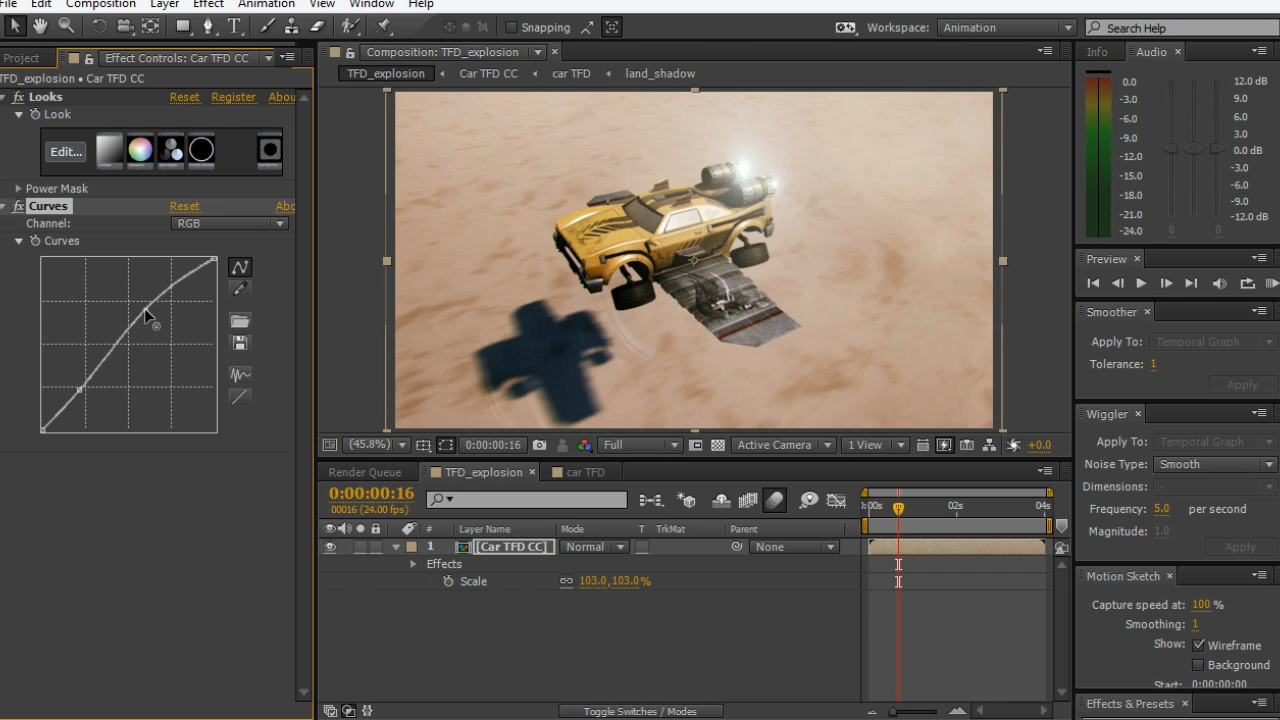 File Edit Composition Layer Effect Animation View Window Help
Snapping
Workspace: Animation
Search Help
Project
Effect Controls: Car TFD CC
TFD_explosion • Car TFD CC
Looks Reset Register Abou
Look
Edit...
Power Mask
Curves Reset Abo
Channel: RGB
Curves
Composition: TFD_explosion
TFD_explosion Car TFD CC car TFD land_shadow
(45.8%) 0:00:00:16 Full Active Camera 1 View +0.0
Render Queue TFD_explosion car TFD
0:00:00:16
00016 (24.00 fps)
# Layer Name Mode T TrkMat Parent
1 [Car TFD CC] Normal None
Effects
Scale 103.0,103.0%
Toggle Switches / Modes
):00s 02s 04s
Info Audio
0.0
-3.0
-6.0
-9.0
-12.0
-15.0
-18.0
-21.0
-24.0
12.0 dB
9.0
6.0
3.0
0.0 dB
-3.0
-6.0
-9.0
-12.0 dB
0 0
Preview
Smoother
Apply To: Temporal Graph
Tolerance: 1
Apply
Wiggler
Apply To: Temporal Graph
Noise Type: Smooth
Dimensions: -
Frequency: 5.0 per second
Magnitude: 1.0
Apply
Motion Sketch
Capture speed at: 100 %
Smoothing: 1
Show: Wireframe
Background
Start: 0:00:00:00
Effects & Presets